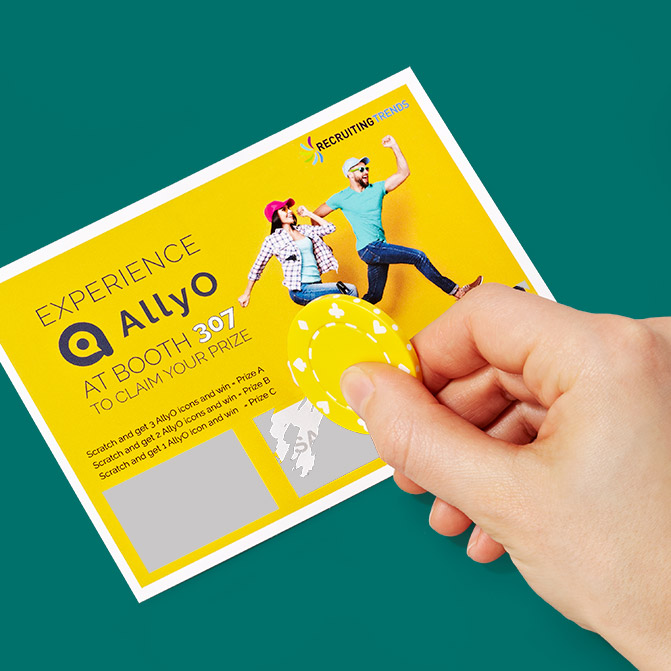 RECRUITINGTRENDS
EXPERIENCE
AllyO
AT BOOTH 307
TO CLAIM YOUR PRIZE
Scratch and get 3 AllyO icons and win - Prize A
Scratch and get 2 AllyO icons and win - Prize B
Scratch and get 1 AllyO icon and win - Prize C